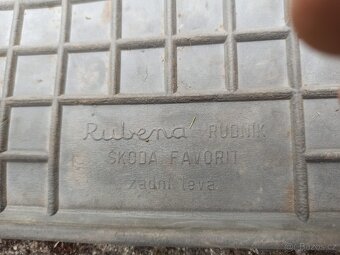 Rubena RUDNÍK
ŠKODA FAVORIT
zadní levá